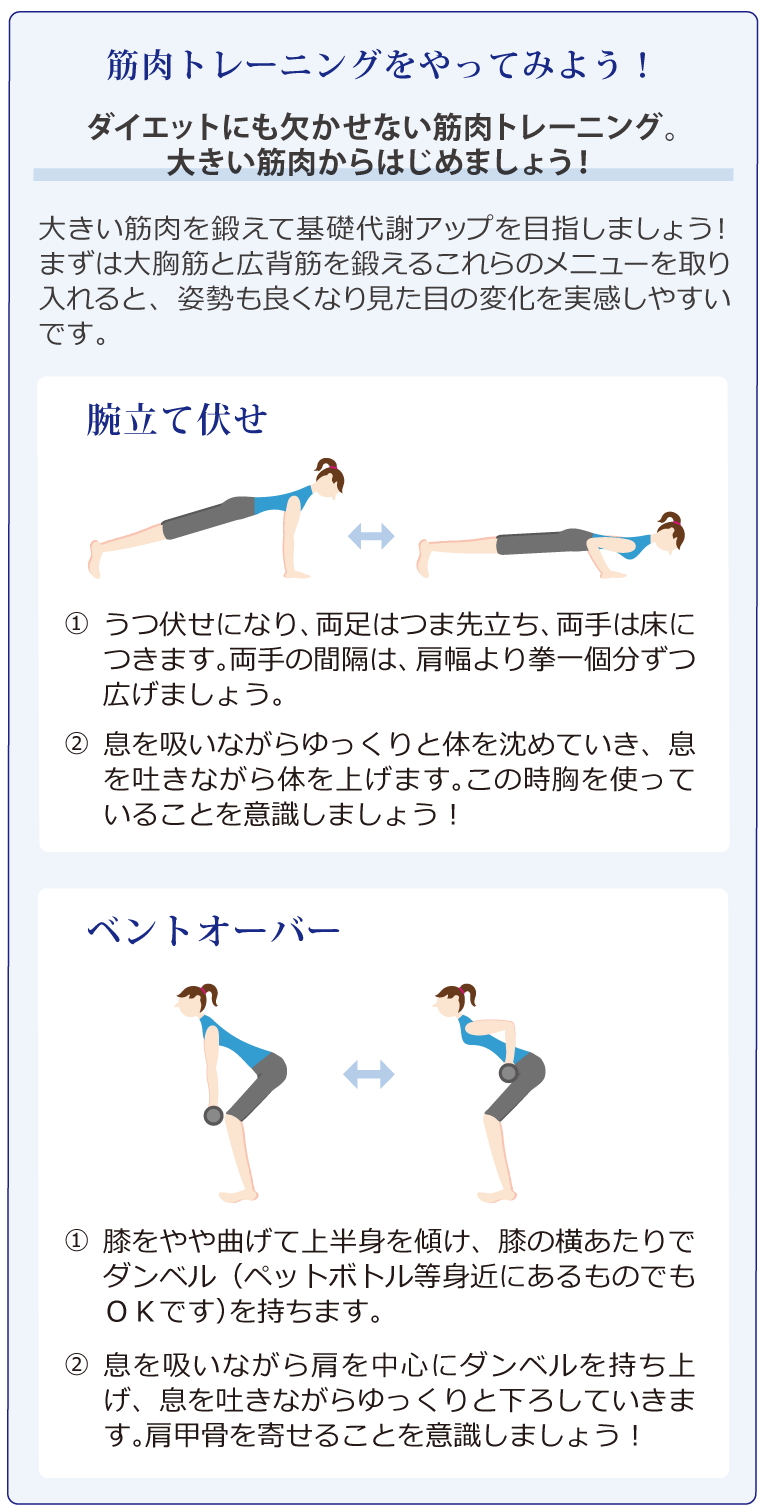 筋肉トレーニングをやってみよう！
ダイエットにも欠かせない筋肉トレーニング。
大きい筋肉からはじめましょう！
大きい筋肉を鍛えて基礎代謝アップを目指しましょう！
まずは大胸筋と広背筋を鍛えるこれらのメニューを取り
入れると、姿勢も良くなり見た目の変化を実感しやすい
です。
腕立て伏せ
① うつ伏せになり、両足はつま先立ち、両手は床に
つきます。両手の間隔は、肩幅より拳一個分ずつ
広げましょう。
② 息を吸いながらゆっくりと体を沈めていき、息
を吐きながら体を上げます。この時胸を使って
いることを意識しましょう！
ベントオーバー
① 膝をやや曲げて上半身を傾け、膝の横あたりで
ダンベル（ペットボトル等身近にあるものでも
ＯＫです）を持ちます。
② 息を吸いながら肩を中心にダンベルを持ち上
げ、息を吐きながらゆっくりと下ろしていきま
す。肩甲骨を寄せることを意識しましょう！